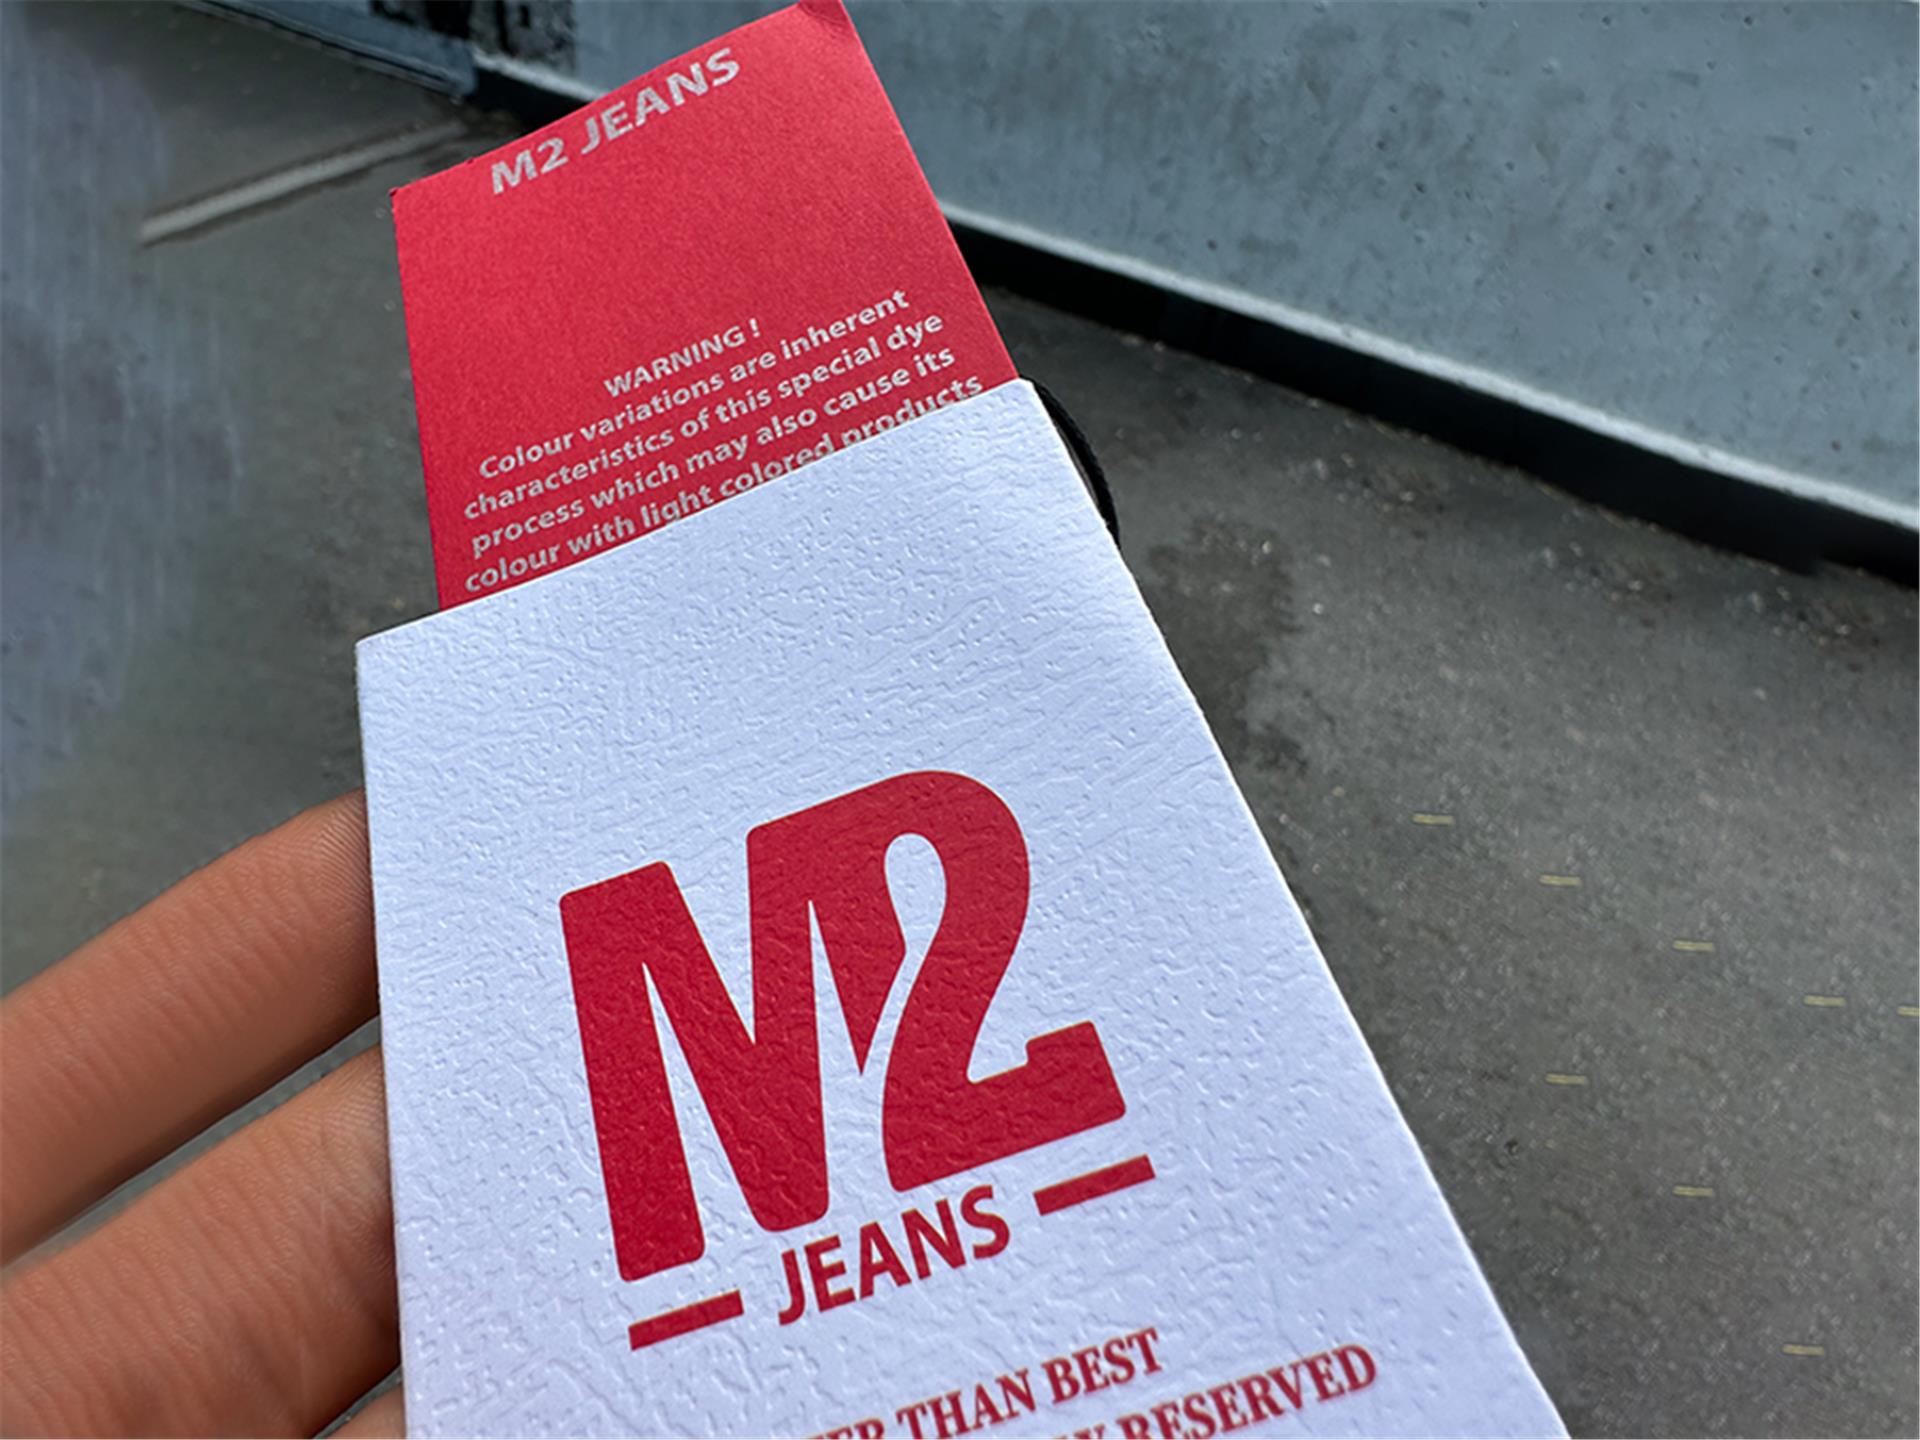 M2 JEANS
WARNING !
Colour variations are inherent
characteristics of this special dye
process which may also cause its
colour with light colored products
M2
JEANS
THAN BEST
RESERVED